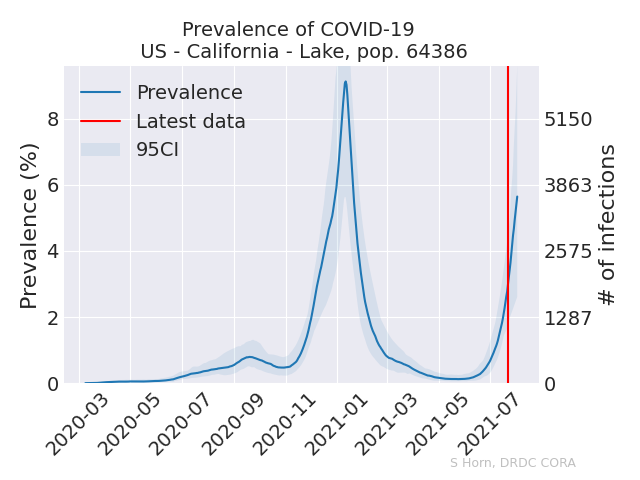 Prevalence of COVID-19
US - California - Lake, pop. 64386
Prevalence
Latest data
95CI
Prevalence (%)
8
6
4
2
0
5150
3863
2575
1287
0
# of infections
2020-03
2020-05
2020-07
2020-09
2020-11
2021-01
2021-03
2021-05
2021-07
S Horn, DRDC CORA